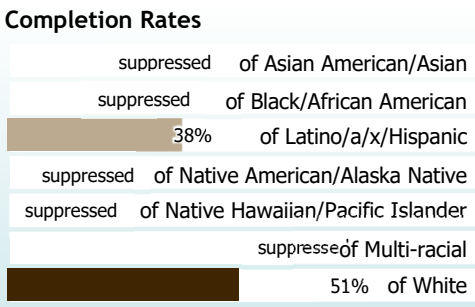 Completion Rates
suppressed of Asian American/Asian
suppressed of Black/African American
38% of Latino/a/x/Hispanic
suppressed of Native American/Alaska Native
suppressed of Native Hawaiian/Pacific Islander
suppresseof Multi-racial
51% of White